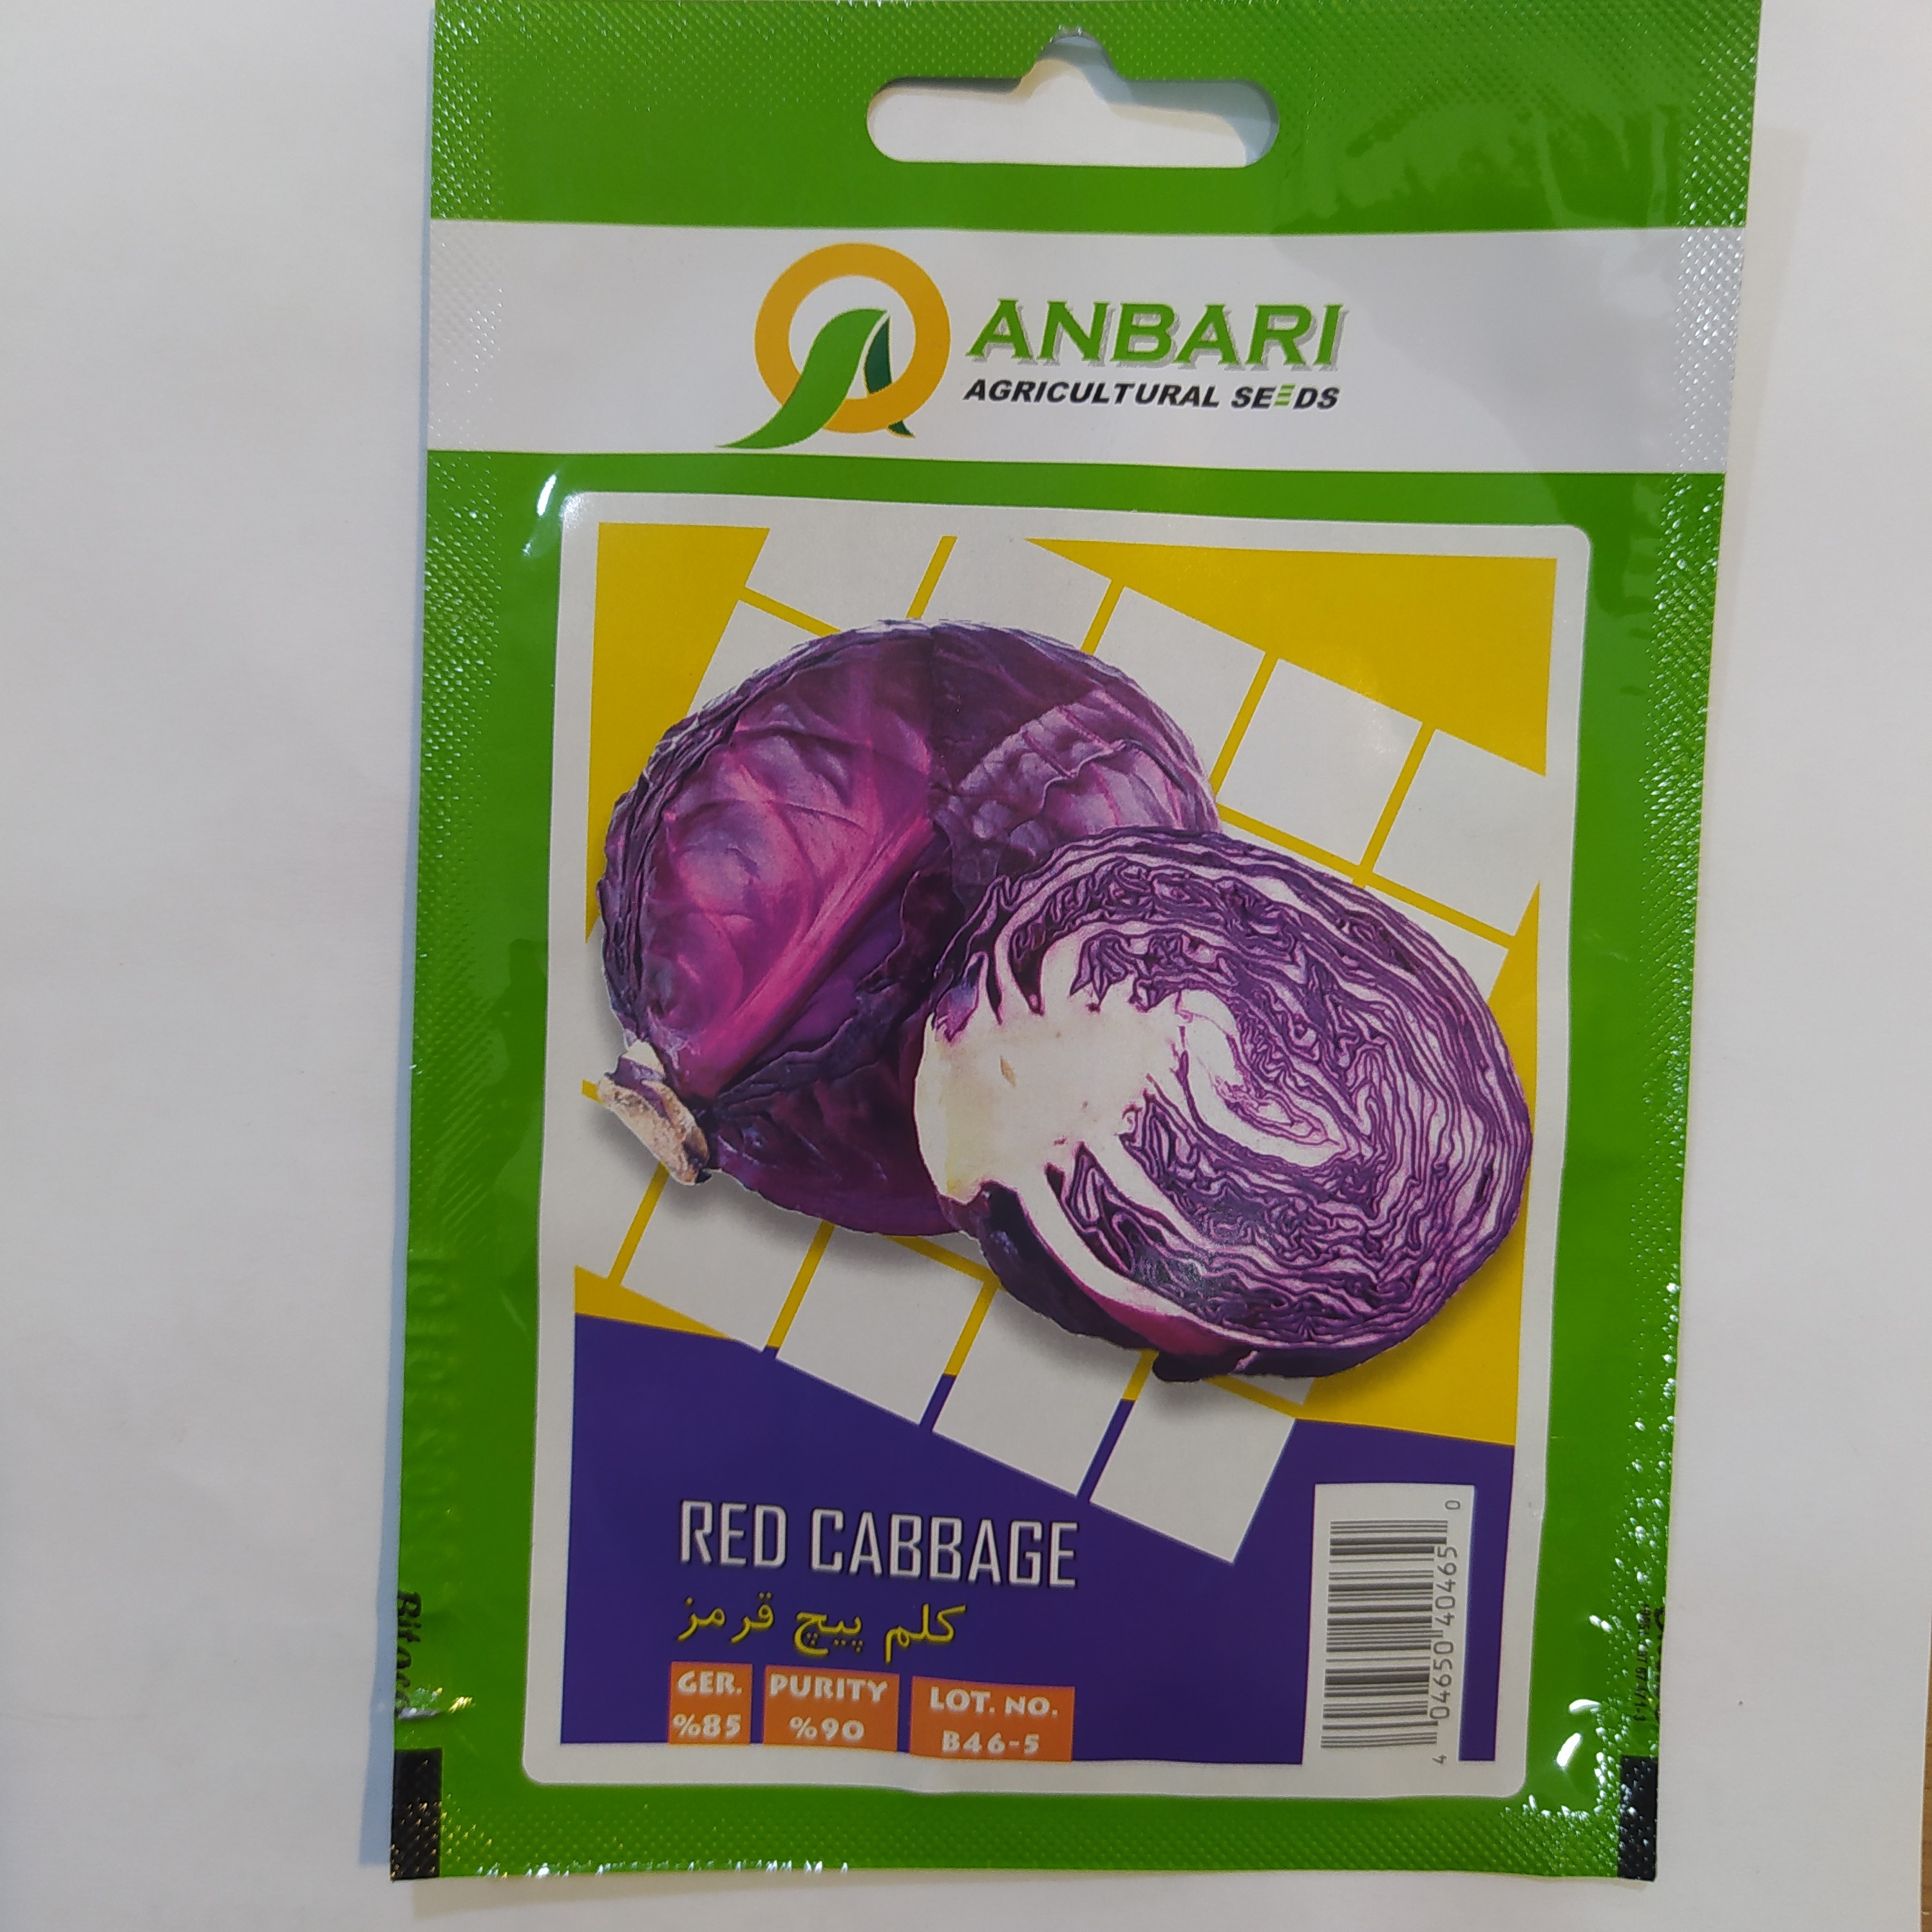 ANBARI
AGRICULTURAL SEEDS
RED CABBAGE
کلم پیچ قرمز
GER.
%85
PURITY
%90
LOT. NO.
B46-5
4 04650 40465 0